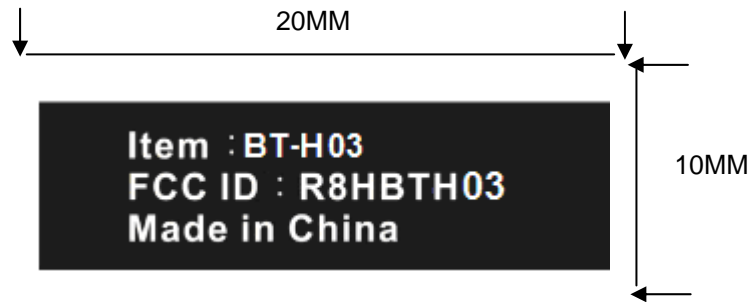 20MM
Item：BT-H03
FCC ID：R8HBTH03
Made in China
10MM